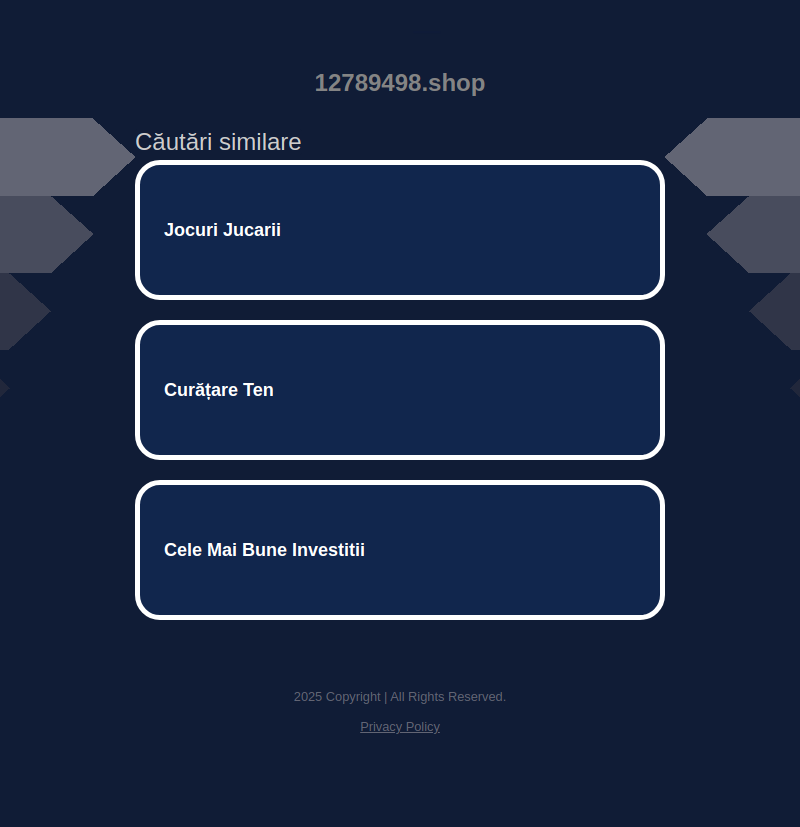 12789498.shop
Căutări similare
Jocuri Jucarii
Curățare Ten
Cele Mai Bune Investitii
2025 Copyright | All Rights Reserved.
Privacy Policy